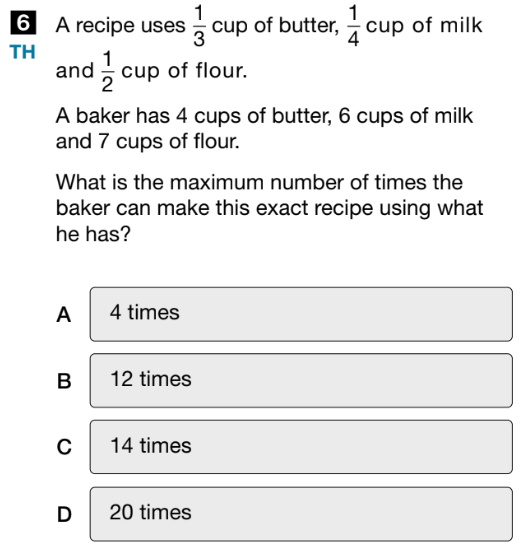 6 A recipe uses 1/3 cup of butter, 1/4 cup of milk
TH
and 1/2 cup of flour.
A baker has 4 cups of butter, 6 cups of milk
and 7 cups of flour.
What is the maximum number of times the
baker can make this exact recipe using what
he has?
A 4 times
B 12 times
C 14 times
D 20 times